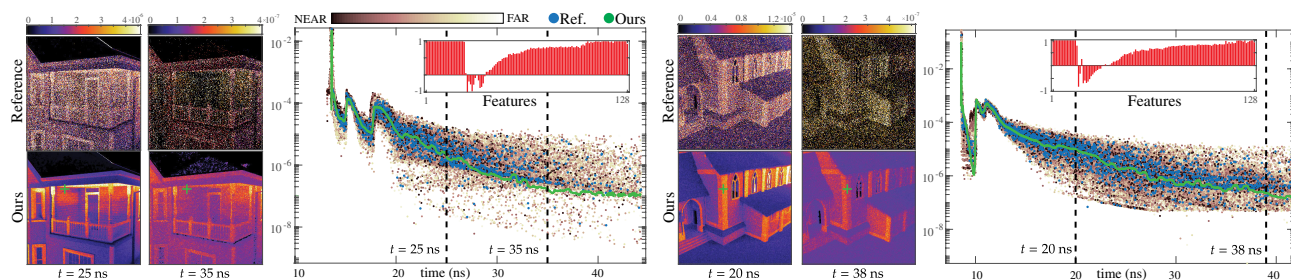 0 1 2 3 4·10⁻⁶
0 2 4·10⁻⁷
Reference
Ours
t = 25 ns
t = 35 ns
NEAR FAR Ref. Ours
10⁻²
10⁻⁴
10⁻⁶
10⁻⁸
1
-1
1 Features 128
t = 25 ns
t = 35 ns
10 20 time (ns) 40
0 0.4 0.8 1.2·10⁻⁶
0 1 2 3 4·10⁻⁷
Reference
Ours
t = 20 ns
t = 38 ns
10⁻²
10⁻⁴
10⁻⁶
10⁻⁸
1
-1
1 Features 128
t = 20 ns
t = 38 ns
10 20 time (ns) 40